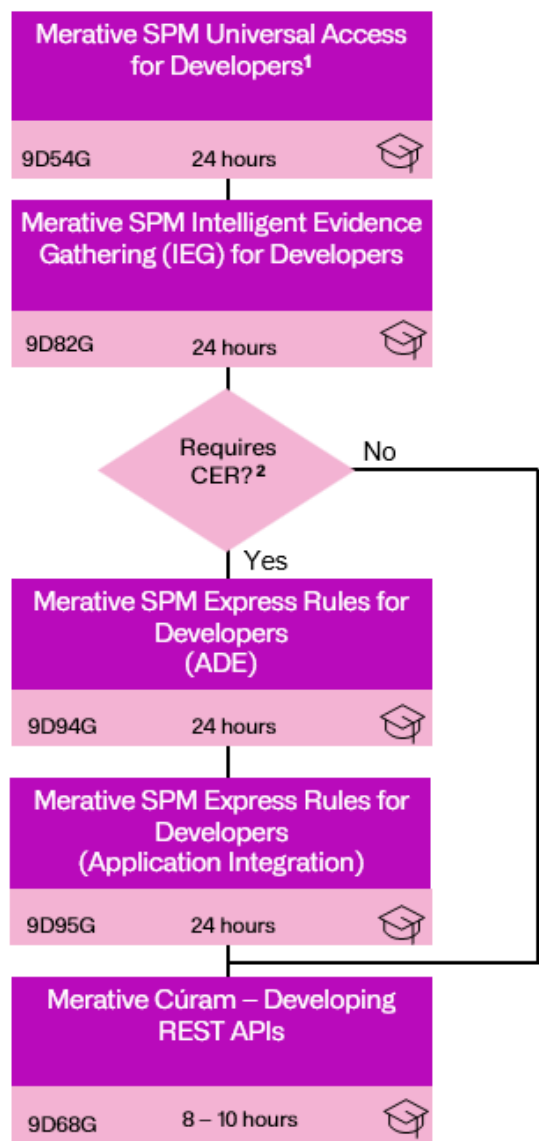 Merative SPM Universal Access
for Developers¹
9D54G 24 hours
Merative SPM Intelligent Evidence
Gathering (IEG) for Developers
9D82G 24 hours
Requires
CER?²
No
Yes
Merative SPM Express Rules for
Developers
(ADE)
9D94G 24 hours
Merative SPM Express Rules for
Developers
(Application Integration)
9D95G 24 hours
Merative Cúram – Developing
REST APIs
9D68G 8 – 10 hours